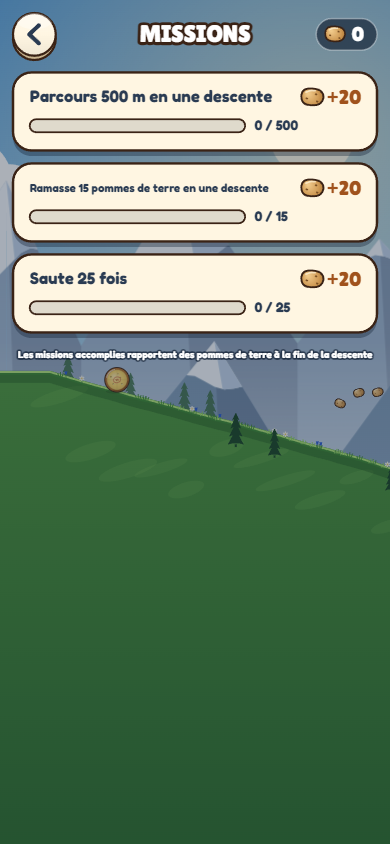 MISSIONS
0
Parcours 500 m en une descente
+20
0 / 500
Ramasse 15 pommes de terre en une descente
+20
0 / 15
Saute 25 fois
+20
0 / 25
Les missions accomplies rapportent des pommes de terre à la fin de la descente